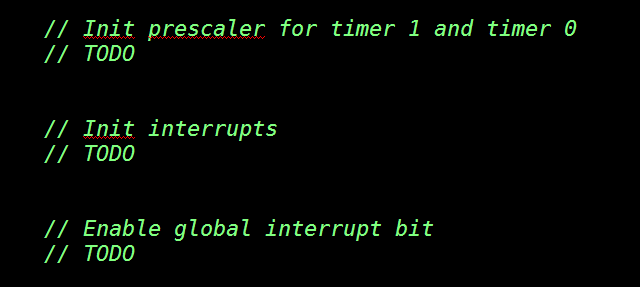 // Init prescaler for timer 1 and timer 0
// TODO
// Init interrupts
// TODO
// Enable global interrupt bit
// TODO